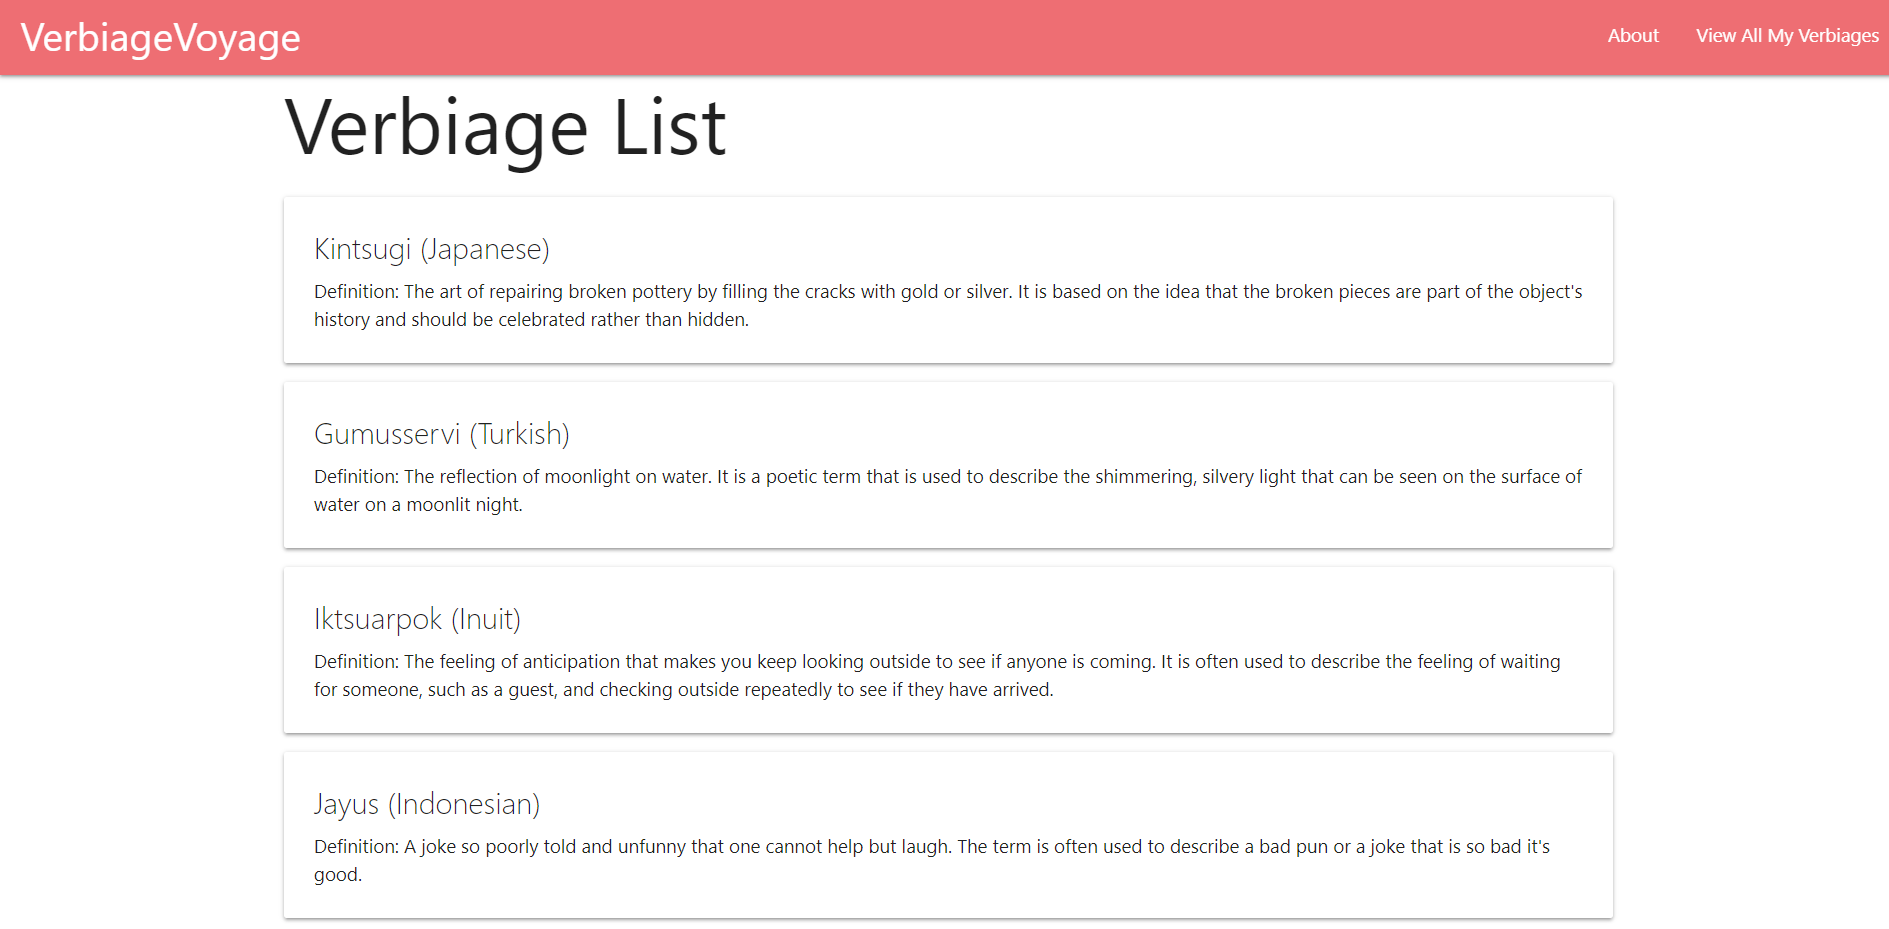 VerbiageVoyage
About
View All My Verbiages
Verbiage List
Kintsugi (Japanese)
Definition: The art of repairing broken pottery by filling the cracks with gold or silver. It is based on the idea that the broken pieces are part of the object's
history and should be celebrated rather than hidden.
Gumusservi (Turkish)
Definition: The reflection of moonlight on water. It is a poetic term that is used to describe the shimmering, silvery light that can be seen on the surface of
water on a moonlit night.
Iktsuarpok (Inuit)
Definition: The feeling of anticipation that makes you keep looking outside to see if anyone is coming. It is often used to describe the feeling of waiting
for someone, such as a guest, and checking outside repeatedly to see if they have arrived.
Jayus (Indonesian)
Definition: A joke so poorly told and unfunny that one cannot help but laugh. The term is often used to describe a bad pun or a joke that is so bad it's
good.